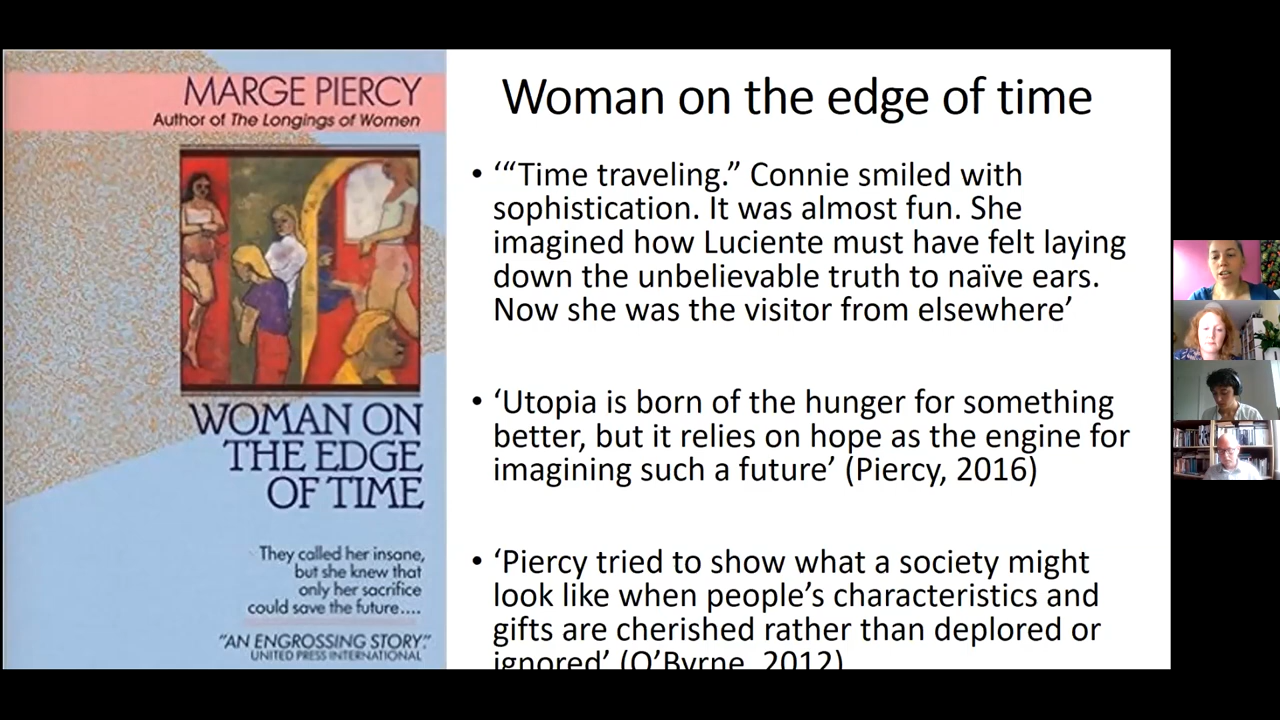 MARGE PIERCY
Author of The Longings of Women
WOMAN ON
THE EDGE
OF TIME
They called her insane,
but she knew that
only her sacrifice
could save the future....
"AN ENGROSSING STORY."
UNITED PRESS INTERNATIONAL
Woman on the edge of time
• ‘“Time traveling.” Connie smiled with
sophistication. It was almost fun. She
imagined how Luciente must have felt laying
down the unbelievable truth to naïve ears.
Now she was the visitor from elsewhere’
• ‘Utopia is born of the hunger for something
better, but it relies on hope as the engine for
imagining such a future’ (Piercy, 2016)
• ‘Piercy tried to show what a society might
look like when people’s characteristics and
gifts are cherished rather than deplored or
ignored’ (O’Byrne, 2012)